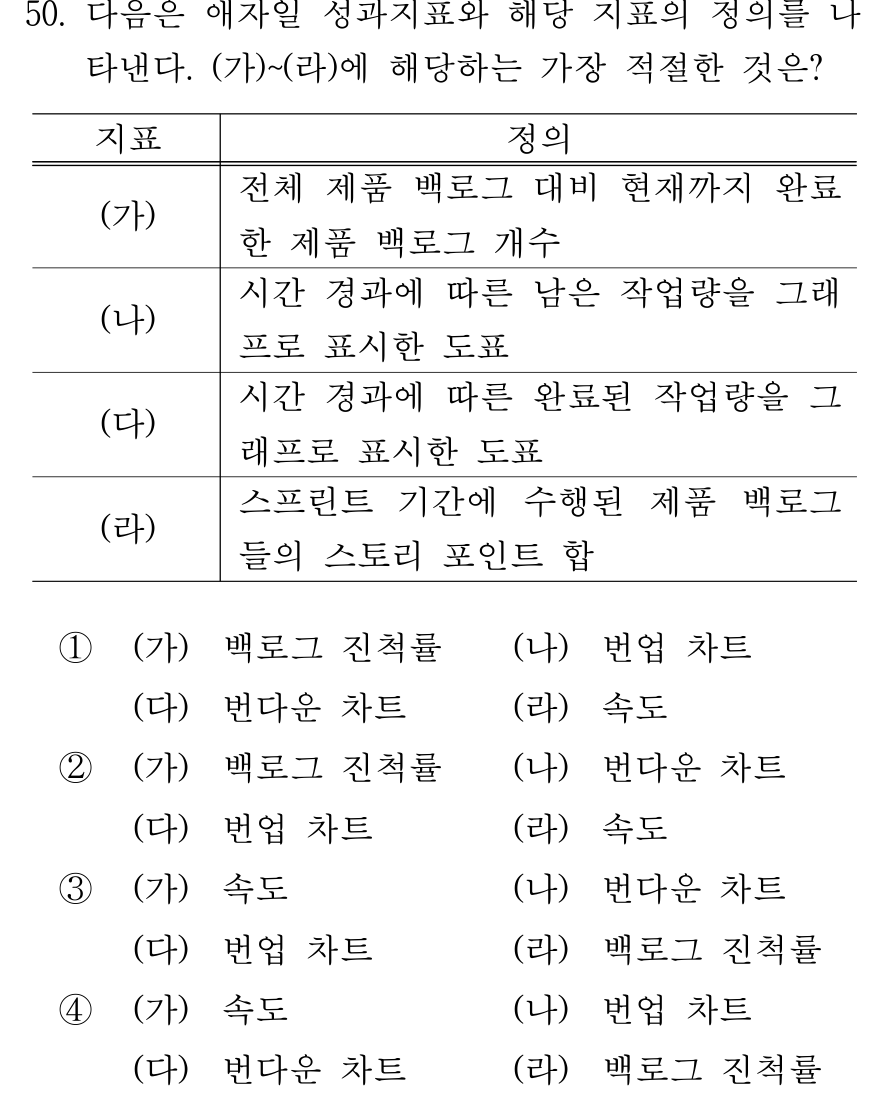 50. 다음은 애자일 성과지표와 해당 지표의 정의를 나
타낸다. (가)~(라)에 해당하는 가장 적절한 것은?
지표 정의
(가) 전체 제품 백로그 대비 현재까지 완료
한 제품 백로그 개수
(나) 시간 경과에 따른 남은 작업량을 그래
프로 표시한 도표
(다) 시간 경과에 따른 완료된 작업량을 그
래프로 표시한 도표
(라) 스프린트 기간에 수행된 제품 백로그
들의 스토리 포인트 합
① (가) 백로그 진척률 (나) 번업 차트
(다) 번다운 차트 (라) 속도
② (가) 백로그 진척률 (나) 번다운 차트
(다) 번업 차트 (라) 속도
③ (가) 속도 (나) 번다운 차트
(다) 번업 차트 (라) 백로그 진척률
④ (가) 속도 (나) 번업 차트
(다) 번다운 차트 (라) 백로그 진척률